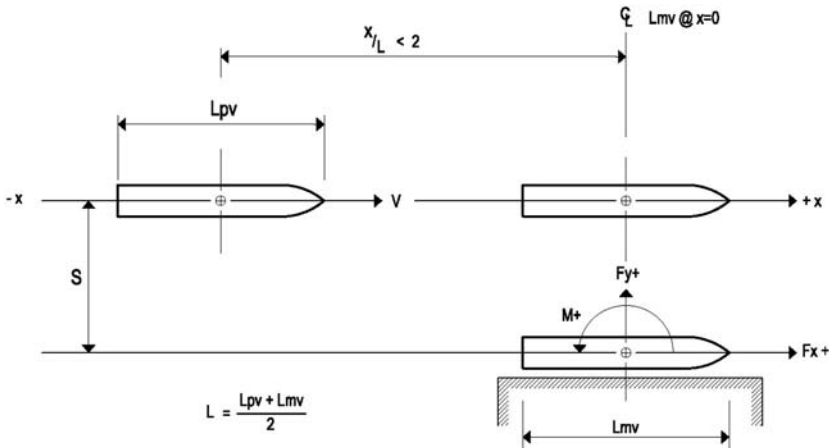 ℄ Lmv @ x=0
x/L < 2
Lpv
- x
V
+ x
S
Fy+
M+
Fx +
L = Lpv + Lmv / 2
Lmv